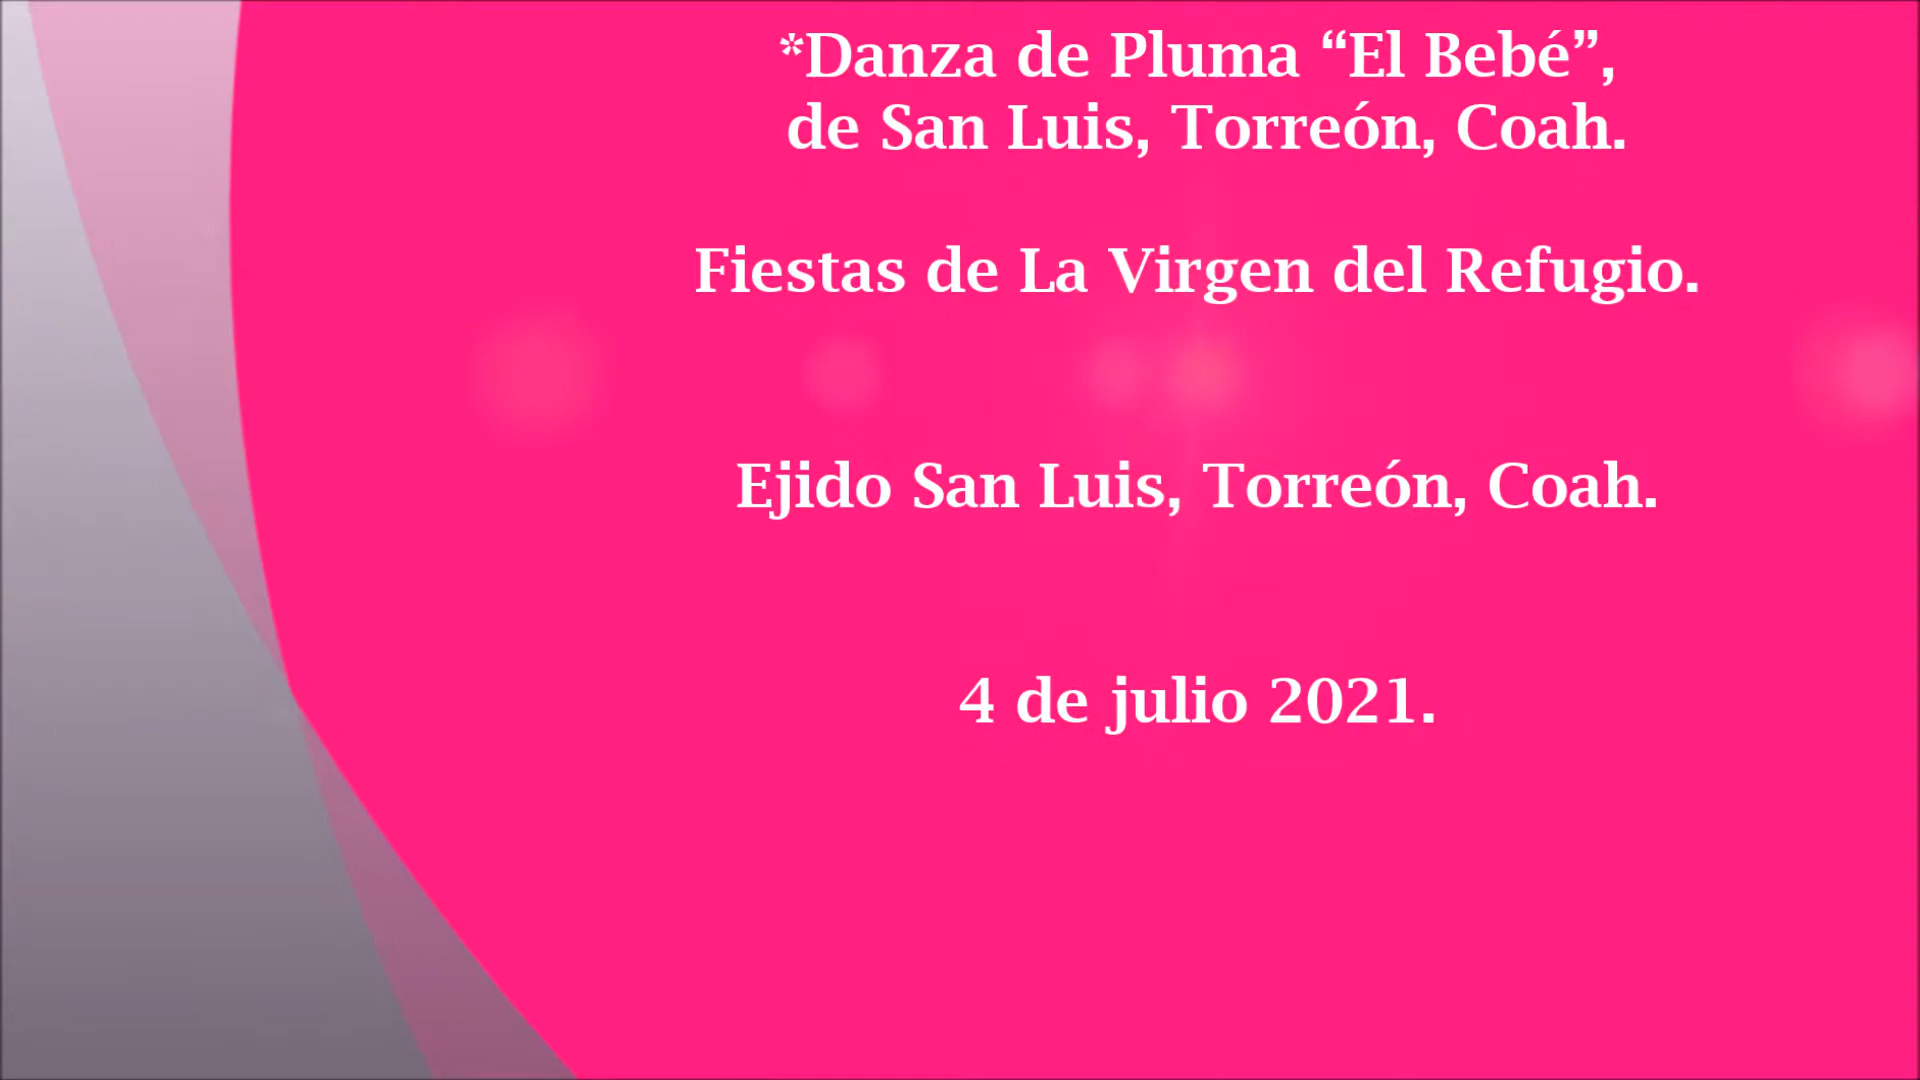 *Danza de Pluma “El Bebé”,
de San Luis, Torreón, Coah.
Fiestas de La Virgen del Refugio.
Ejido San Luis, Torreón, Coah.
4 de julio 2021.